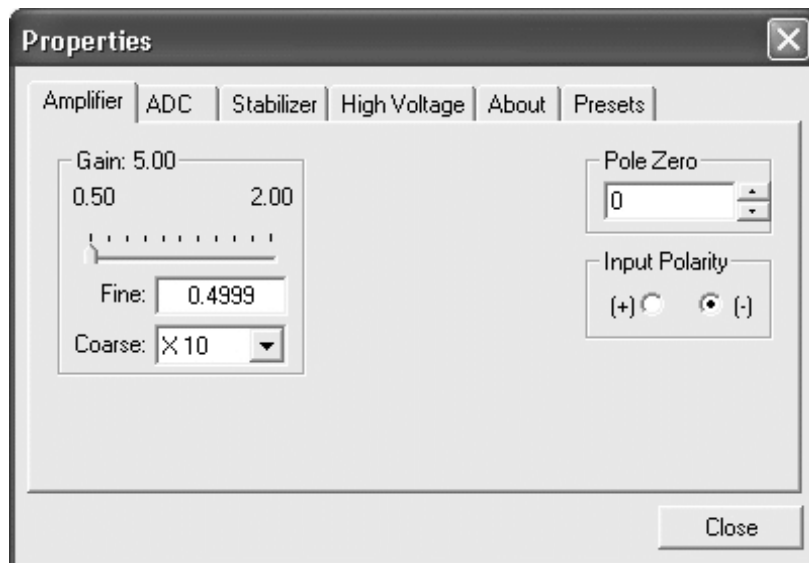 Properties
Amplifier ADC Stabilizer High Voltage About Presets
Gain: 5.00
0.50 2.00
Fine: 0.4999
Coarse: X 10
Pole Zero
0
Input Polarity
(+) (-)
Close